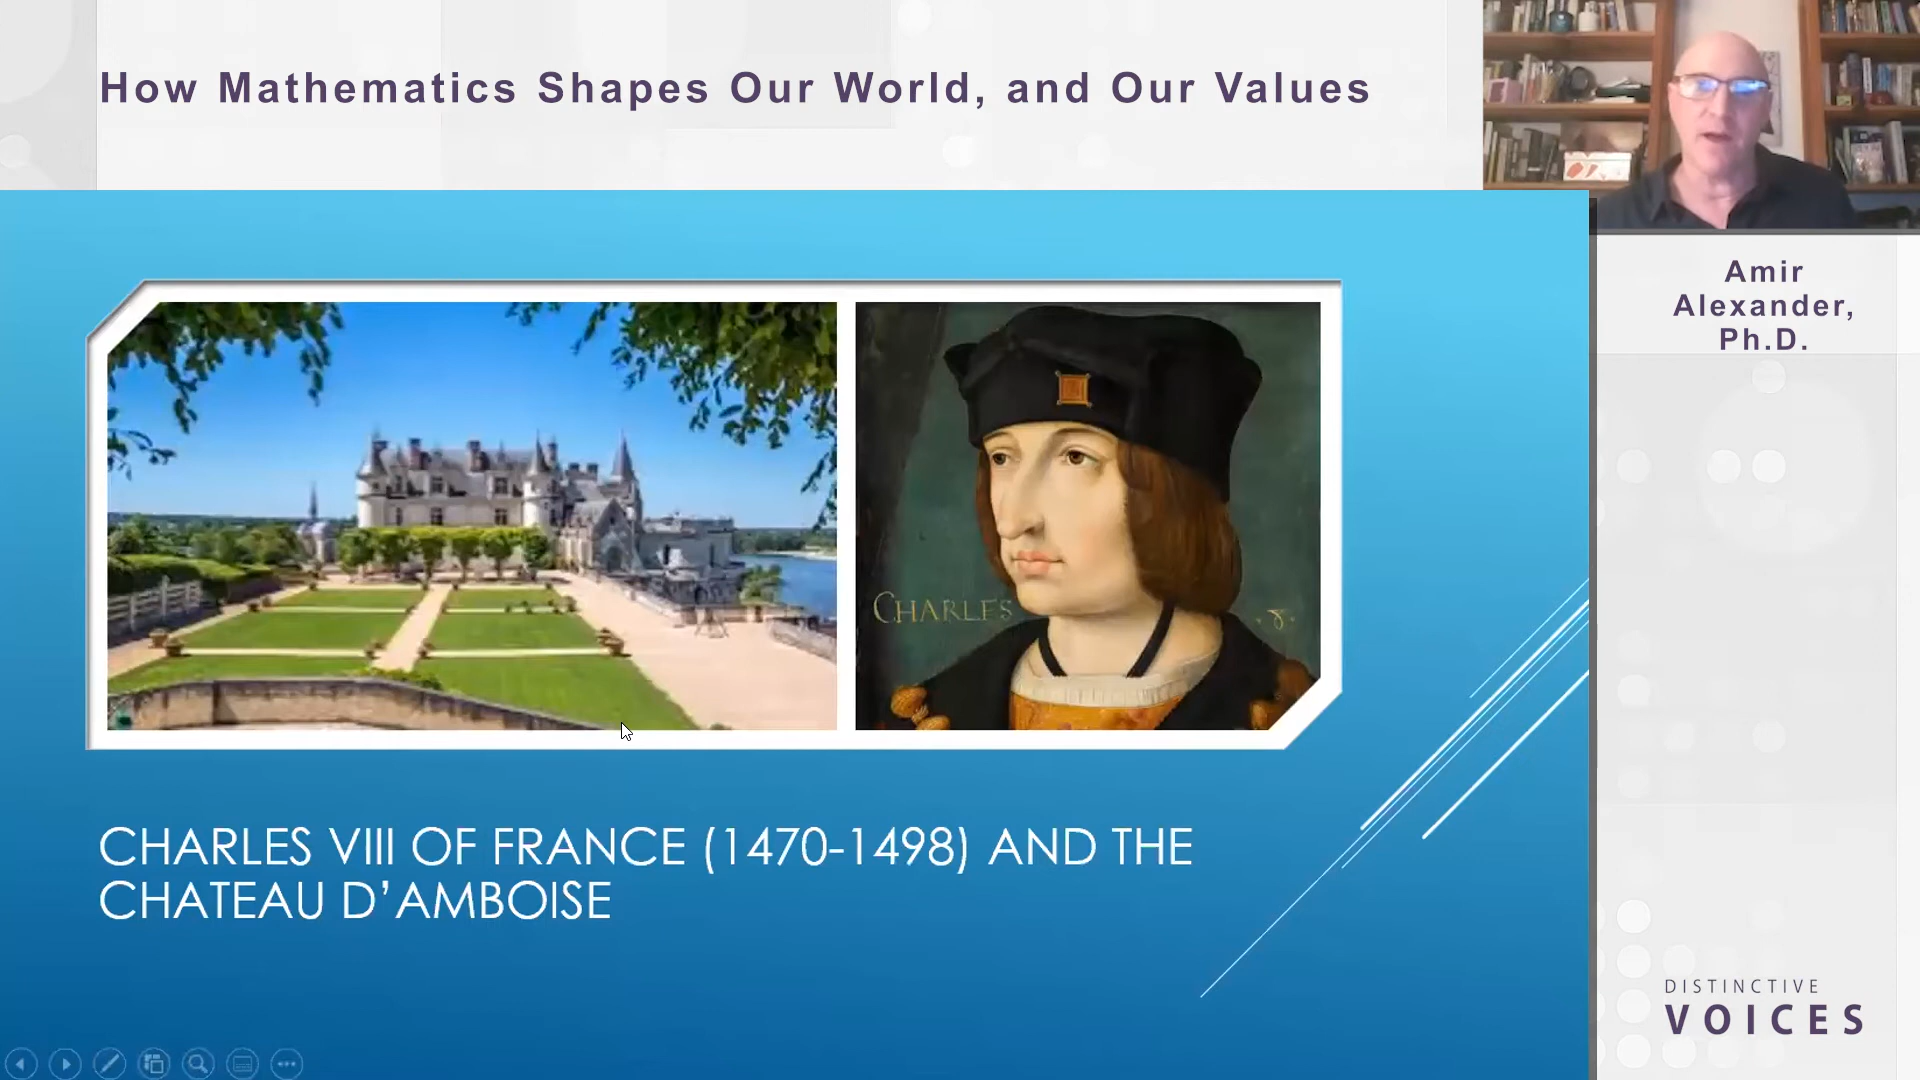 How Mathematics Shapes Our World, and Our Values
Amir
Alexander,
Ph.D.
CHARLES
.8.
CHARLES VIII OF FRANCE (1470-1498) AND THE
CHATEAU D’AMBOISE
DISTINCTIVE
VOICES